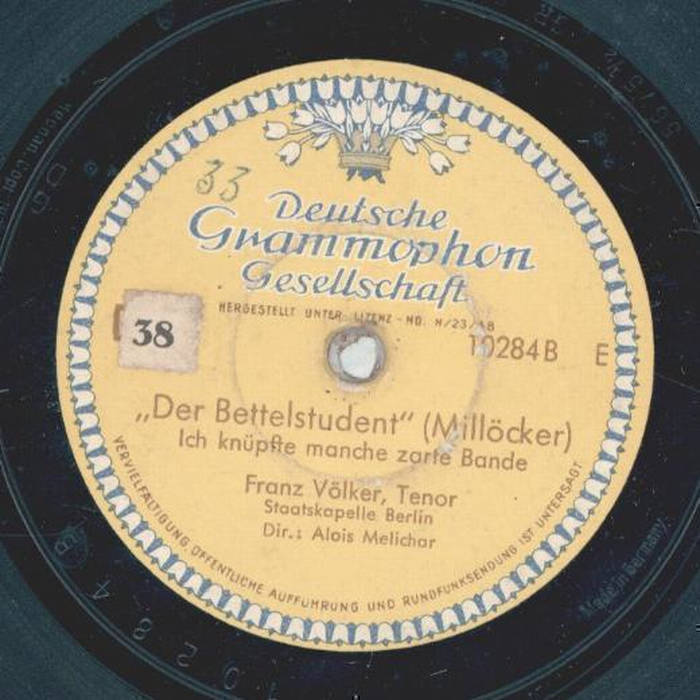 33
Deutsche
Grammophon
Gesellschaft
HERGESTELLT UNTER LIZENZ-NO. N/23/48
38
10284 B E
„Der Bettelstudent“ (Millöcker)
Ich knüpfte manche zarte Bande
Franz Völker, Tenor
Staatskapelle Berlin
Dir.: Alois Melichar
VERVIELFÄLTIGUNG, ÖFFENTLICHE AUFFÜHRUNG UND RUNDFUNKSENDUNG IST UNTERSAGT
Made in Germany
10284